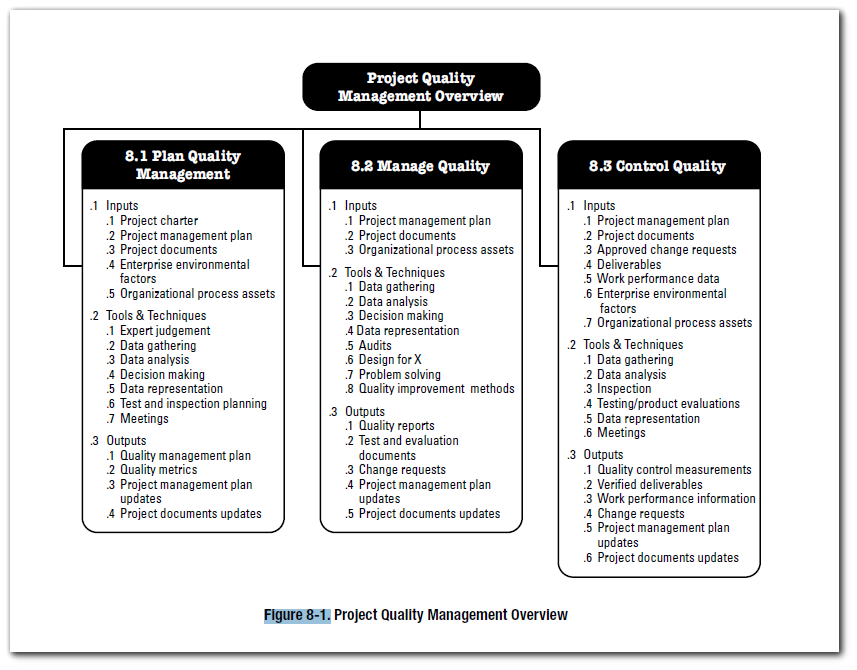 Project Quality
Management Overview
8.1 Plan Quality
Management
.1 Inputs
.1 Project charter
.2 Project management plan
.3 Project documents
.4 Enterprise environmental
factors
.5 Organizational process assets
.2 Tools & Techniques
.1 Expert judgement
.2 Data gathering
.3 Data analysis
.4 Decision making
.5 Data representation
.6 Test and inspection planning
.7 Meetings
.3 Outputs
.1 Quality management plan
.2 Quality metrics
.3 Project management plan
updates
.4 Project documents updates
8.2 Manage Quality
.1 Inputs
.1 Project management plan
.2 Project documents
.3 Organizational process assets
.2 Tools & Techniques
.1 Data gathering
.2 Data analysis
.3 Decision making
.4 Data representation
.5 Audits
.6 Design for X
.7 Problem solving
.8 Quality improvement methods
.3 Outputs
.1 Quality reports
.2 Test and evaluation
documents
.3 Change requests
.4 Project management plan
updates
.5 Project documents updates
8.3 Control Quality
.1 Inputs
.1 Project management plan
.2 Project documents
.3 Approved change requests
.4 Deliverables
.5 Work performance data
.6 Enterprise environmental
factors
.7 Organizational process assets
.2 Tools & Techniques
.1 Data gathering
.2 Data analysis
.3 Inspection
.4 Testing/product evaluations
.5 Data representation
.6 Meetings
.3 Outputs
.1 Quality control measurements
.2 Verified deliverables
.3 Work performance information
.4 Change requests
.5 Project management plan
updates
.6 Project documents updates
Figure 8-1. Project Quality Management Overview